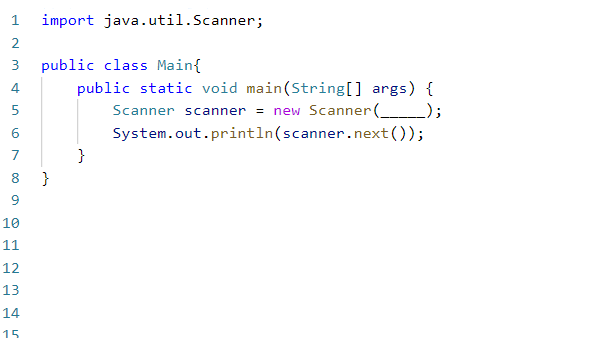 1 import java.util.Scanner;
2
3 public class Main{
4     public static void main(String[] args) {
5         Scanner scanner = new Scanner(_____);
6         System.out.println(scanner.next());
7     }
8 }
9
10
11
12
13
14
15